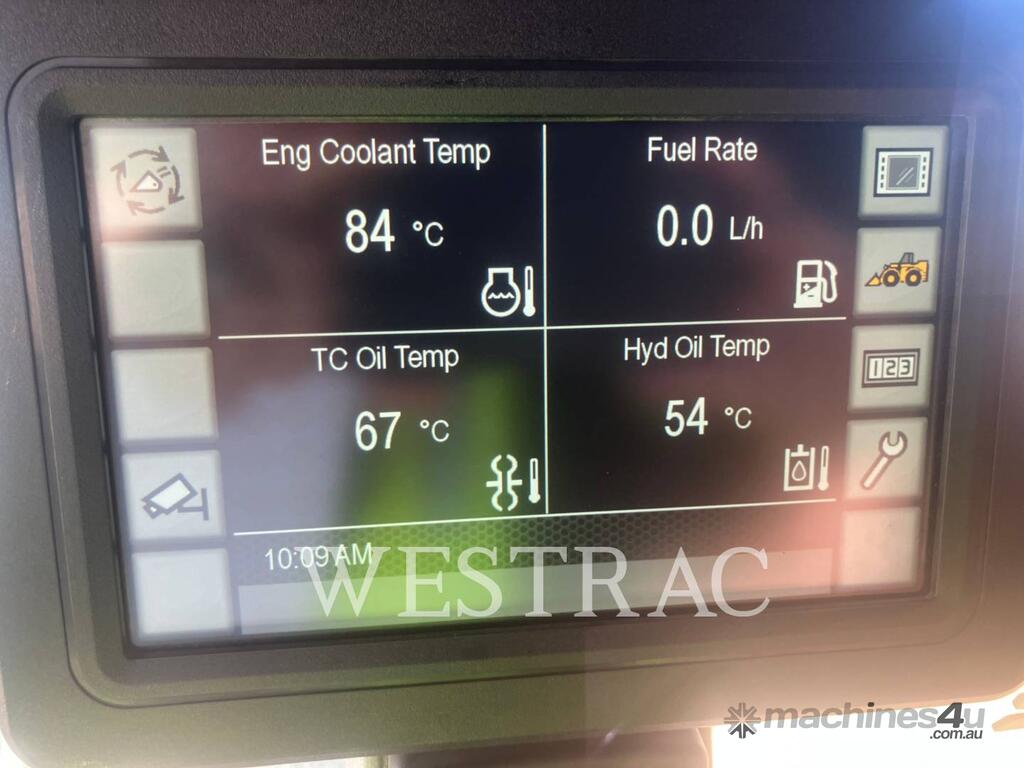 Eng Coolant Temp
84 °C
Fuel Rate
0.0 L/h
TC Oil Temp
67 °C
Hyd Oil Temp
54 °C
123
10:09 AM
WESTRAC
machines4u
.com.au